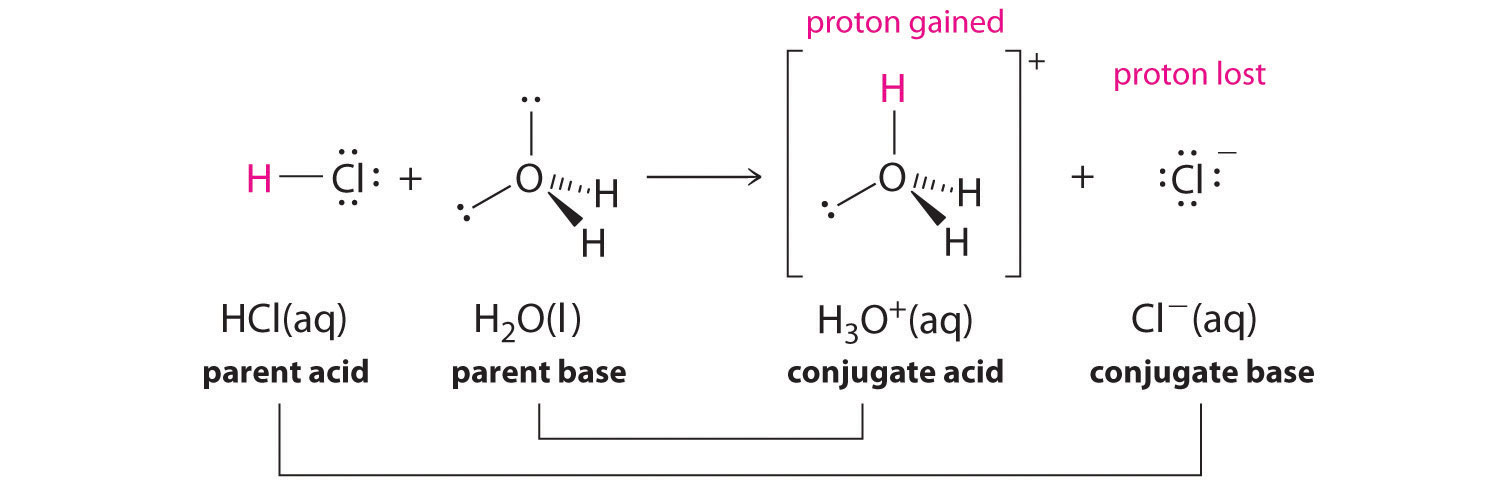 proton gained
proton lost
H—Cl + O H H ⟶ [H O H H]⁺ + Cl⁻
HCl(aq) H₂O(l) H₃O⁺(aq) Cl⁻(aq)
parent acid parent base conjugate acid conjugate base